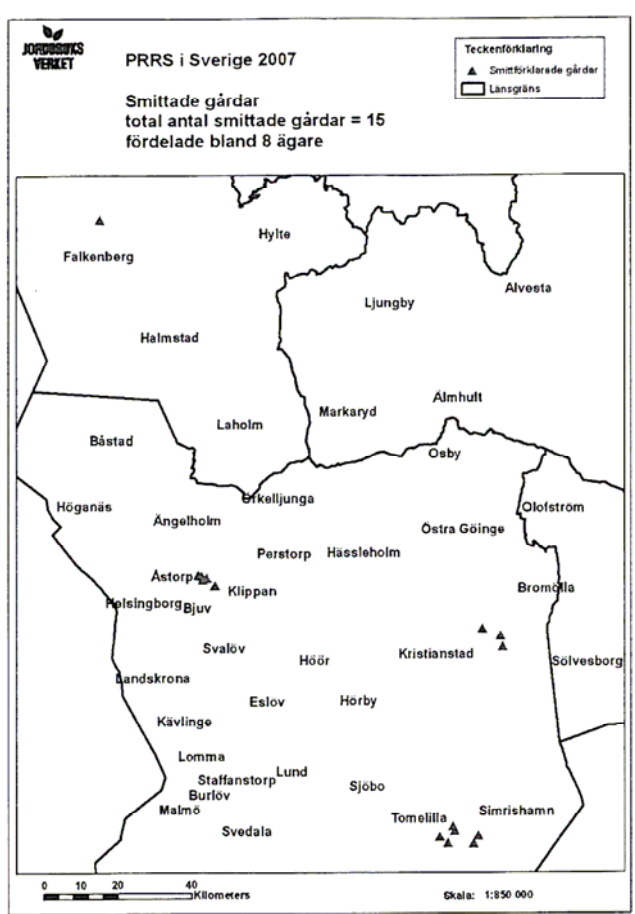 JORDBRUKS
VERKET
PRRS i Sverige 2007
Smittade gårdar
total antal smittade gårdar = 15
fördelade bland 8 ägare
Teckenförklaring
Smittförklarade gårdar
Länsgräns
Hylte
Falkenberg
Alvesta
Ljungby
Halmstad
Älmhult
Markaryd
Laholm
Båstad
Osby
Örkelljunga
Höganäs
Olofström
Ängelholm
Östra Göinge
Perstorp
Hässleholm
Åstorp
Klippan
Bromölla
Helsingborg
Bjuv
Svalöv
Höör
Kristianstad
Sölvesborg
Landskrona
Eslov
Hörby
Kävlinge
Lomma
Staffanstorp
Lund
Burlöv
Sjöbo
Malmö
Tomelilla
Simrishamn
Svedala
0 10 20 40
Kilometers
Skala: 1:850 000